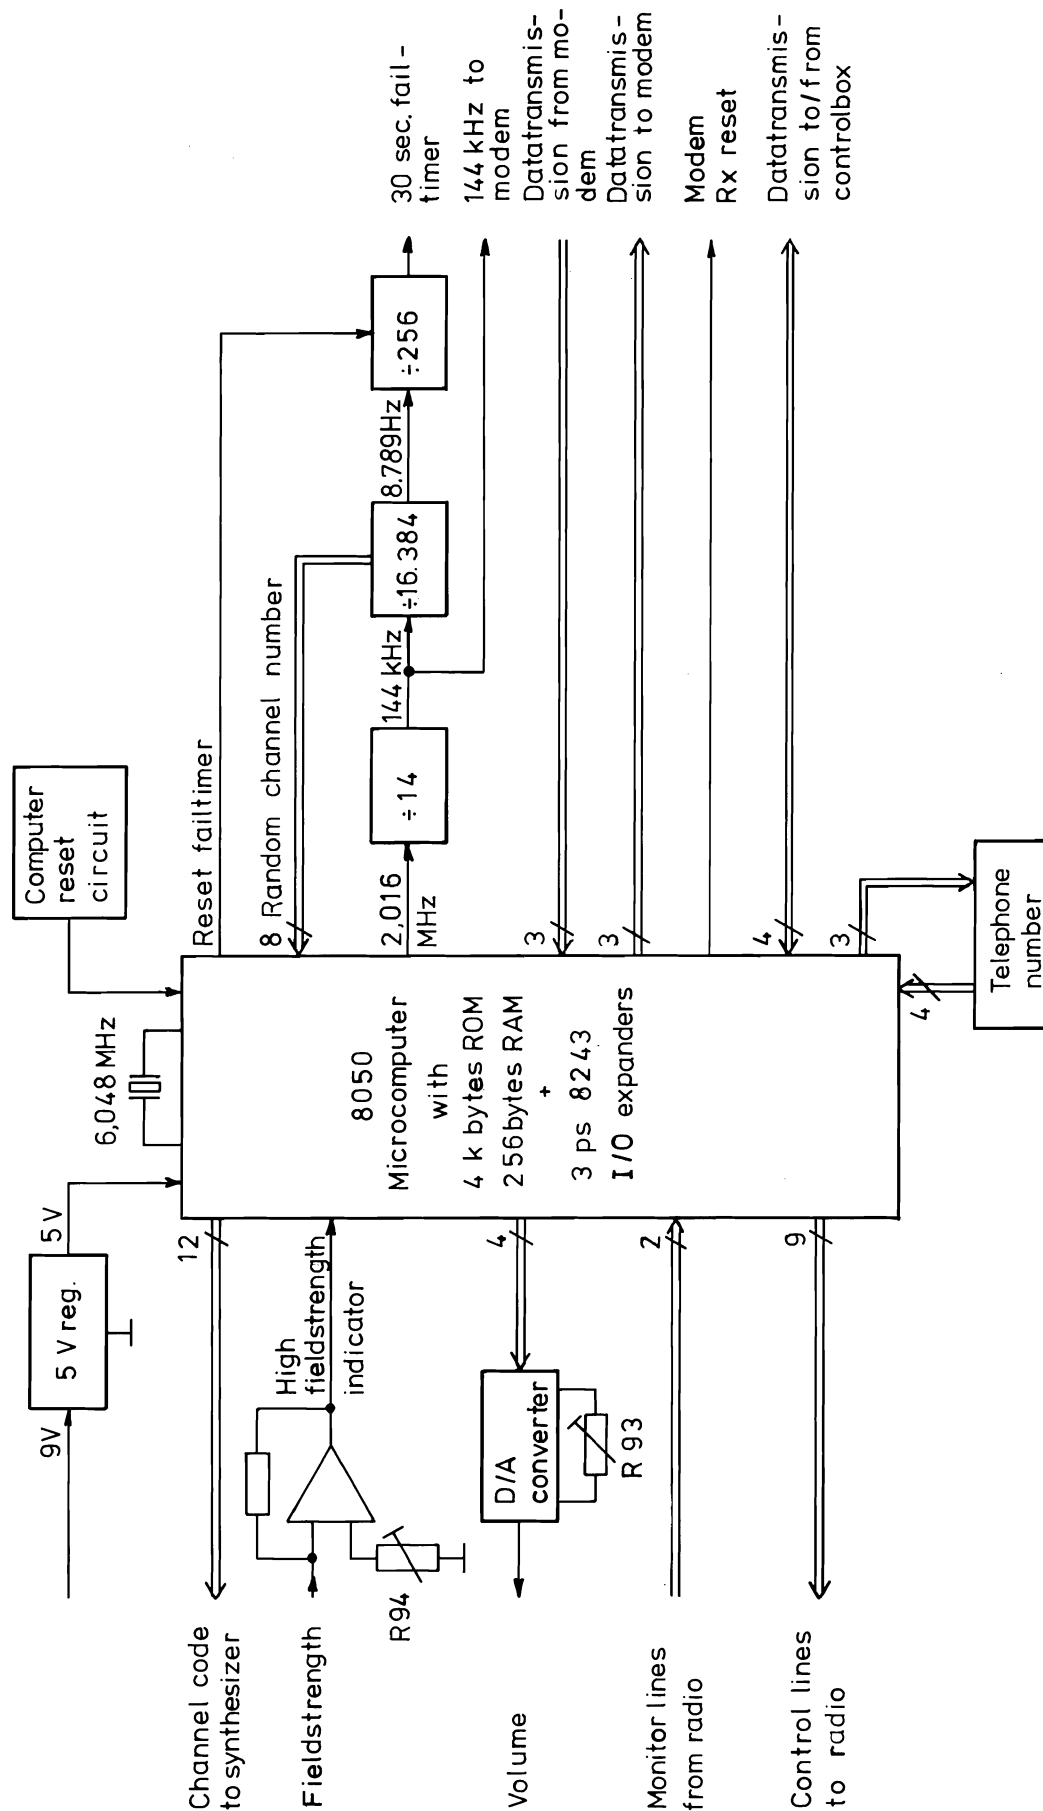 9V
5 V reg.
5V
6,048 MHz
Computer
reset
circuit
Channel code
to synthesizer
12
Reset failtimer
Fieldstrength
R94
High
fieldstrength
indicator
8
Random channel number
8050
Microcomputer
with
4 k bytes ROM
256 bytes RAM
+
3 ps 8243
I/O expanders
2,016
MHz
÷14
144 kHz
÷16.384
8.789Hz
÷256
30 sec. fail-
timer
144 kHz to
modem
Volume
D/A
converter
R 93
4
3
Datatransmis-
sion from mo-
dem
3
Datatransmis-
sion to modem
Monitor lines
from radio
2
Modem
Rx reset
Control lines
to radio
9
4
Datatransmis-
sion to/from
controlbox
3
4
Telephone
number